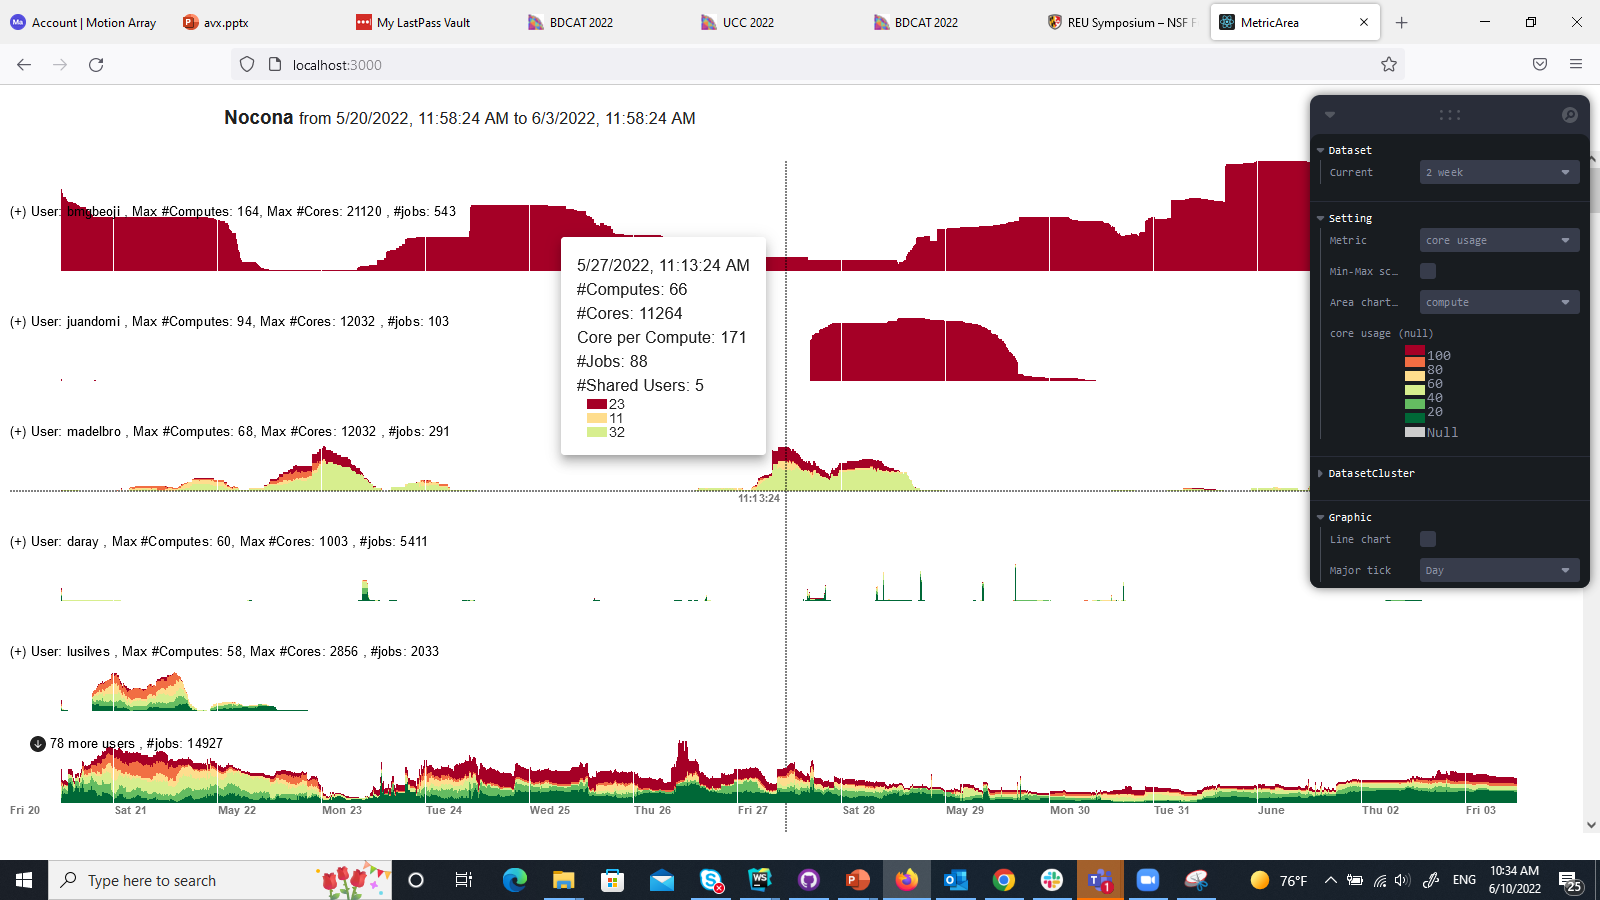 Account | Motion Array
avx.pptx
My LastPass Vault
BDCAT 2022
UCC 2022
BDCAT 2022
REU Symposium – NSF F
MetricArea
localhost:3000
Nocona from 5/20/2022, 11:58:24 AM to 6/3/2022, 11:58:24 AM
(+) User: bmgbeoji , Max #Computes: 164, Max #Cores: 21120 , #jobs: 543
5/27/2022, 11:13:24 AM
#Computes: 66
#Cores: 11264
Core per Compute: 171
#Jobs: 88
#Shared Users: 5
23
11
32
(+) User: juandomi , Max #Computes: 94, Max #Cores: 12032 , #jobs: 103
(+) User: madelbro , Max #Computes: 68, Max #Cores: 12032 , #jobs: 291
11:13:24
(+) User: daray , Max #Computes: 60, Max #Cores: 1003 , #jobs: 5411
(+) User: lusilves , Max #Computes: 58, Max #Cores: 2856 , #jobs: 2033
78 more users , #jobs: 14927
Fri 20 Sat 21 May 22 Mon 23 Tue 24 Wed 25 Thu 26 Fri 27 Sat 28 May 29 Mon 30 Tue 31 June Thu 02 Fri 03
Dataset
Current 2 week
Setting
Metric core usage
Min-Max sc…
Area chart… compute
core usage (null)
100
80
60
40
20
Null
DatasetCluster
Graphic
Line chart
Major tick Day
Type here to search
76°F
ENG
10:34 AM
6/10/2022
25